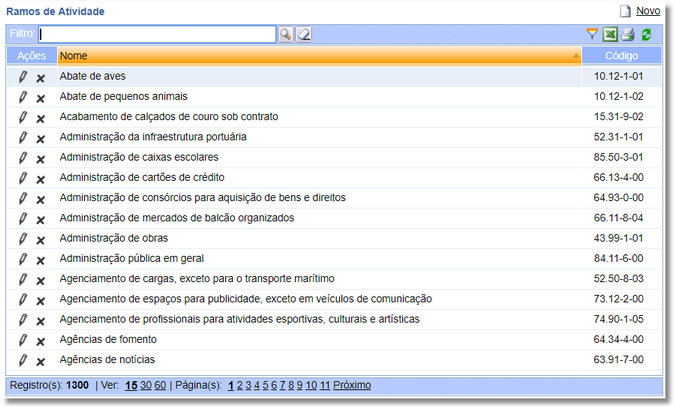 Ramos de Atividade Novo
Filtro:
Ações Nome Código
Abate de aves 10.12-1-01
Abate de pequenos animais 10.12-1-02
Acabamento de calçados de couro sob contrato 15.31-9-02
Administração da infraestrutura portuária 52.31-1-01
Administração de caixas escolares 85.50-3-01
Administração de cartões de crédito 66.13-4-00
Administração de consórcios para aquisição de bens e direitos 64.93-0-00
Administração de mercados de balcão organizados 66.11-8-04
Administração de obras 43.99-1-01
Administração pública em geral 84.11-6-00
Agenciamento de cargas, exceto para o transporte marítimo 52.50-8-03
Agenciamento de espaços para publicidade, exceto em veículos de comunicação 73.12-2-00
Agenciamento de profissionais para atividades esportivas, culturais e artísticas 74.90-1-05
Agências de fomento 64.34-4-00
Agências de notícias 63.91-7-00
Registro(s): 1300 | Ver: 15 30 60 | Página(s): 1 2 3 4 5 6 7 8 9 10 11 Próximo